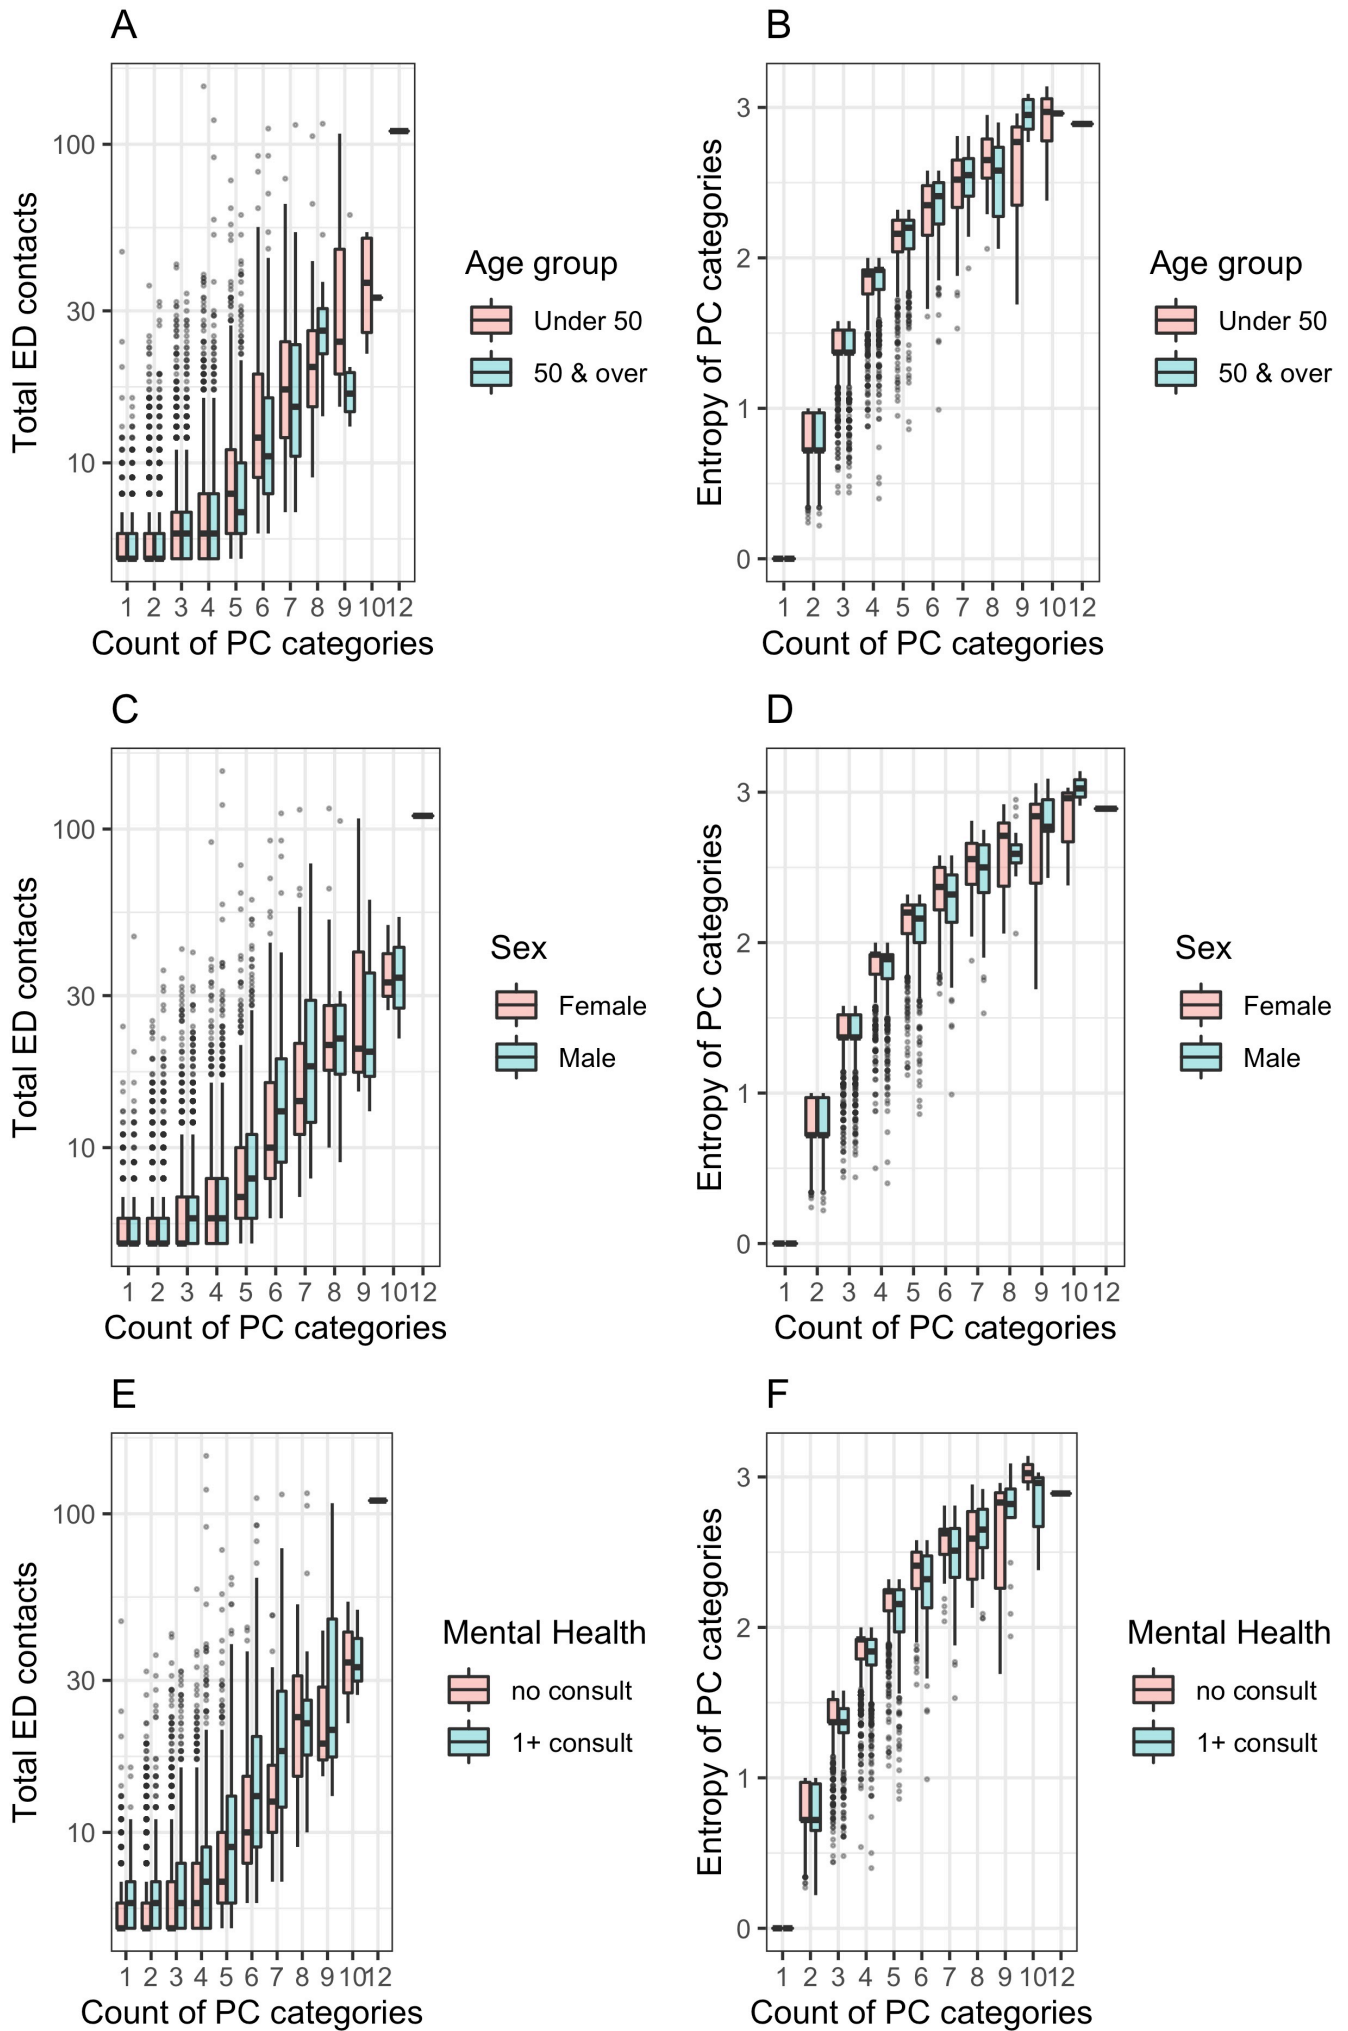 A
Total ED contacts
100
30
10
1 2 3 4 5 6 7 8 9 10 12
Count of PC categories
Age group
Under 50
50 & over
B
Entropy of PC categories
3
2
1
0
1 2 3 4 5 6 7 8 9 10 12
Count of PC categories
Age group
Under 50
50 & over
C
Total ED contacts
100
30
10
1 2 3 4 5 6 7 8 9 10 12
Count of PC categories
Sex
Female
Male
D
Entropy of PC categories
3
2
1
0
1 2 3 4 5 6 7 8 9 10 12
Count of PC categories
Sex
Female
Male
E
Total ED contacts
100
30
10
1 2 3 4 5 6 7 8 9 10 12
Count of PC categories
Mental Health
no consult
1+ consult
F
Entropy of PC categories
3
2
1
0
1 2 3 4 5 6 7 8 9 10 12
Count of PC categories
Mental Health
no consult
1+ consult